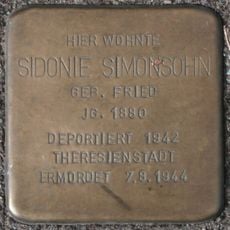 HIER WOHNTE
SIDONIE SIMONSOHN
GEB. FRIED
JG. 1880
DEPORTIERT 1942
THERESIENSTADT
ERMORDET 7.9.1944